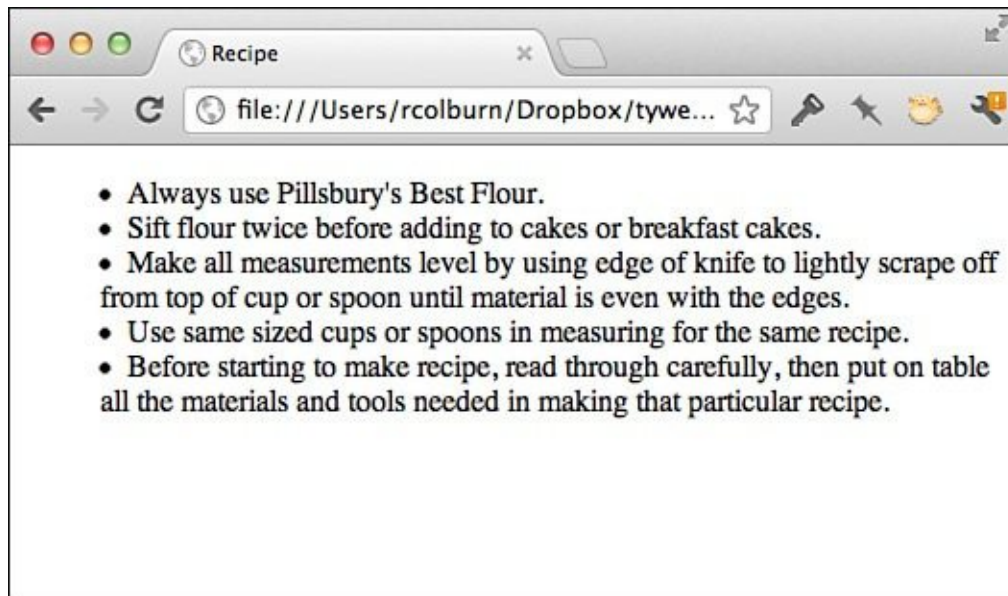 Recipe
file:///Users/rcolburn/Dropbox/tywe...
• Always use Pillsbury's Best Flour.
• Sift flour twice before adding to cakes or breakfast cakes.
• Make all measurements level by using edge of knife to lightly scrape off
from top of cup or spoon until material is even with the edges.
• Use same sized cups or spoons in measuring for the same recipe.
• Before starting to make recipe, read through carefully, then put on table
all the materials and tools needed in making that particular recipe.